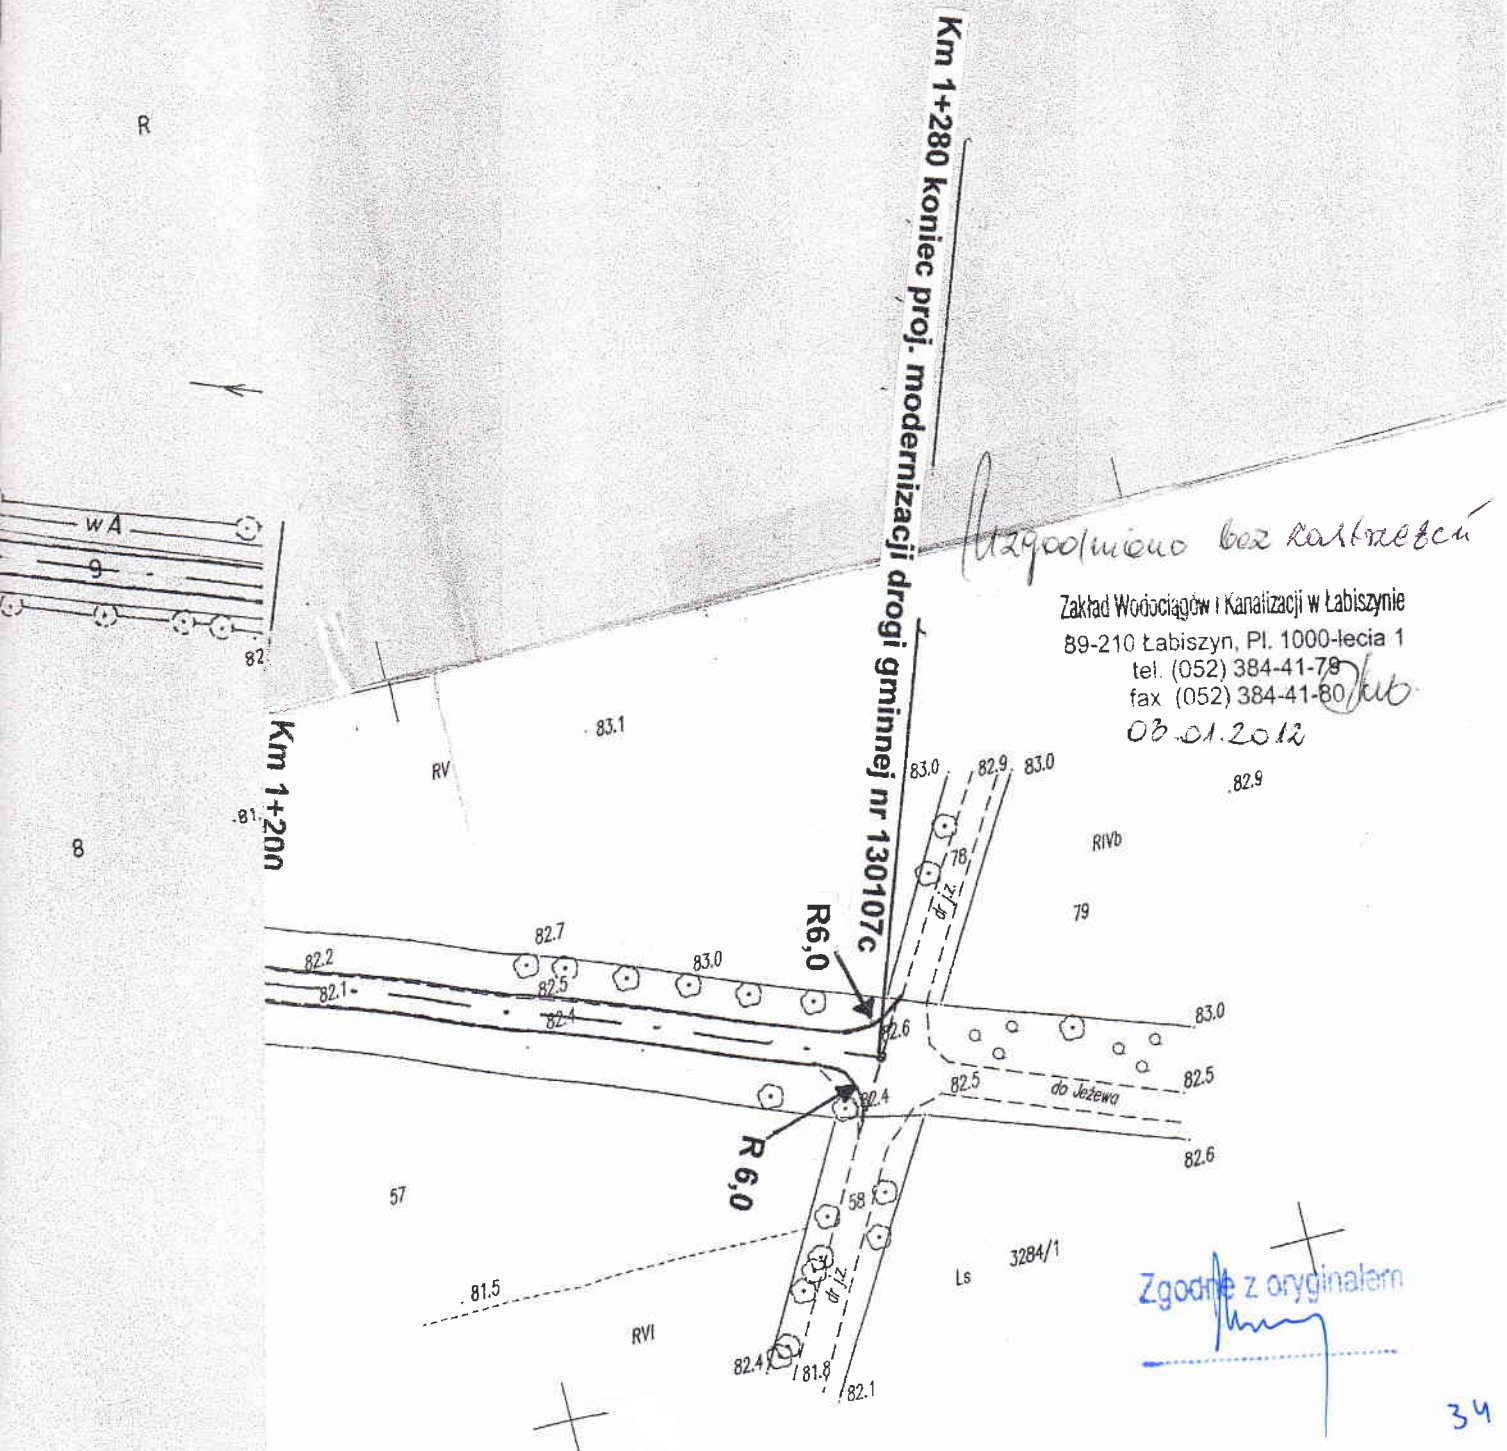 R
Km 1+280 koniec proj. modernizacji drogi gminnej nr 130107c
wA
9
82
Uzgodniono bez zastrzeżeń
Zakład Wodociągów i Kanalizacji w Łabiszynie
89-210 Łabiszyn, Pl. 1000-lecia 1
tel. (052) 384-41-79
fax (052) 384-41-80
03.01.2012
83.1
RV
Km 1+200
.81.
8
83.0
82.9
83.0
.82.9
RIVb
78
dr j.z.
79
R6,0
82.7
82.2
83.0
82.5
82.1
82.4
82.6
83.0
82.5
do Jeżewa
82.5
82.4
82.6
R 6,0
57
58
3284/1
Ls
81.5
dr j.z.
RVI
82.4
81.8
82.1
Zgodne z oryginałem
34